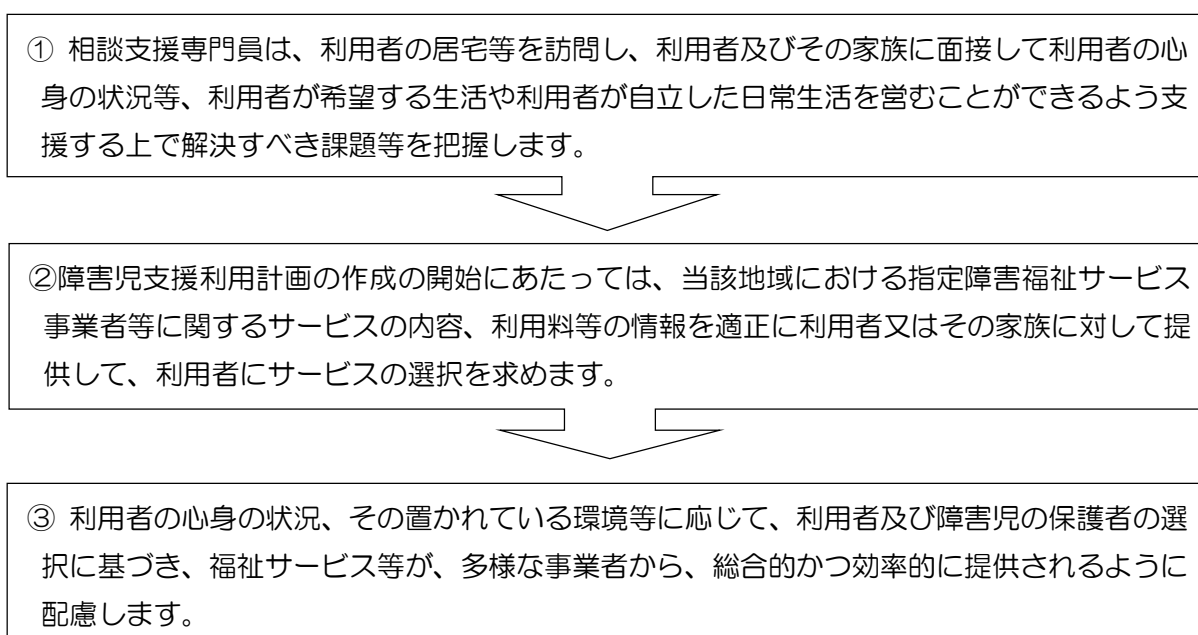 ① 相談支援専門員は、利用者の居宅等を訪問し、利用者及びその家族に面接して利用者の心
身の状況等、利用者が希望する生活や利用者が自立した日常生活を営むことができるよう支
援する上で解決すべき課題等を把握します。
②障害児支援利用計画の作成の開始にあたっては、当該地域における指定障害福祉サービス
事業者等に関するサービスの内容、利用料等の情報を適正に利用者又はその家族に対して提
供して、利用者にサービスの選択を求めます。
③ 利用者の心身の状況、その置かれている環境等に応じて、利用者及び障害児の保護者の選
択に基づき、福祉サービス等が、多様な事業者から、総合的かつ効率的に提供されるように
配慮します。